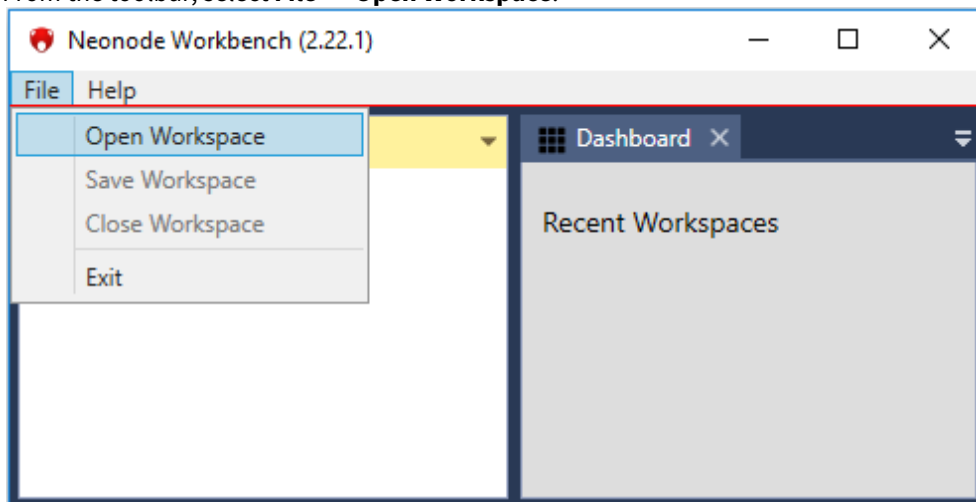 Neonode Workbench (2.22.1)
File Help
Open Workspace
Save Workspace
Close Workspace
Exit
Dashboard
Recent Workspaces